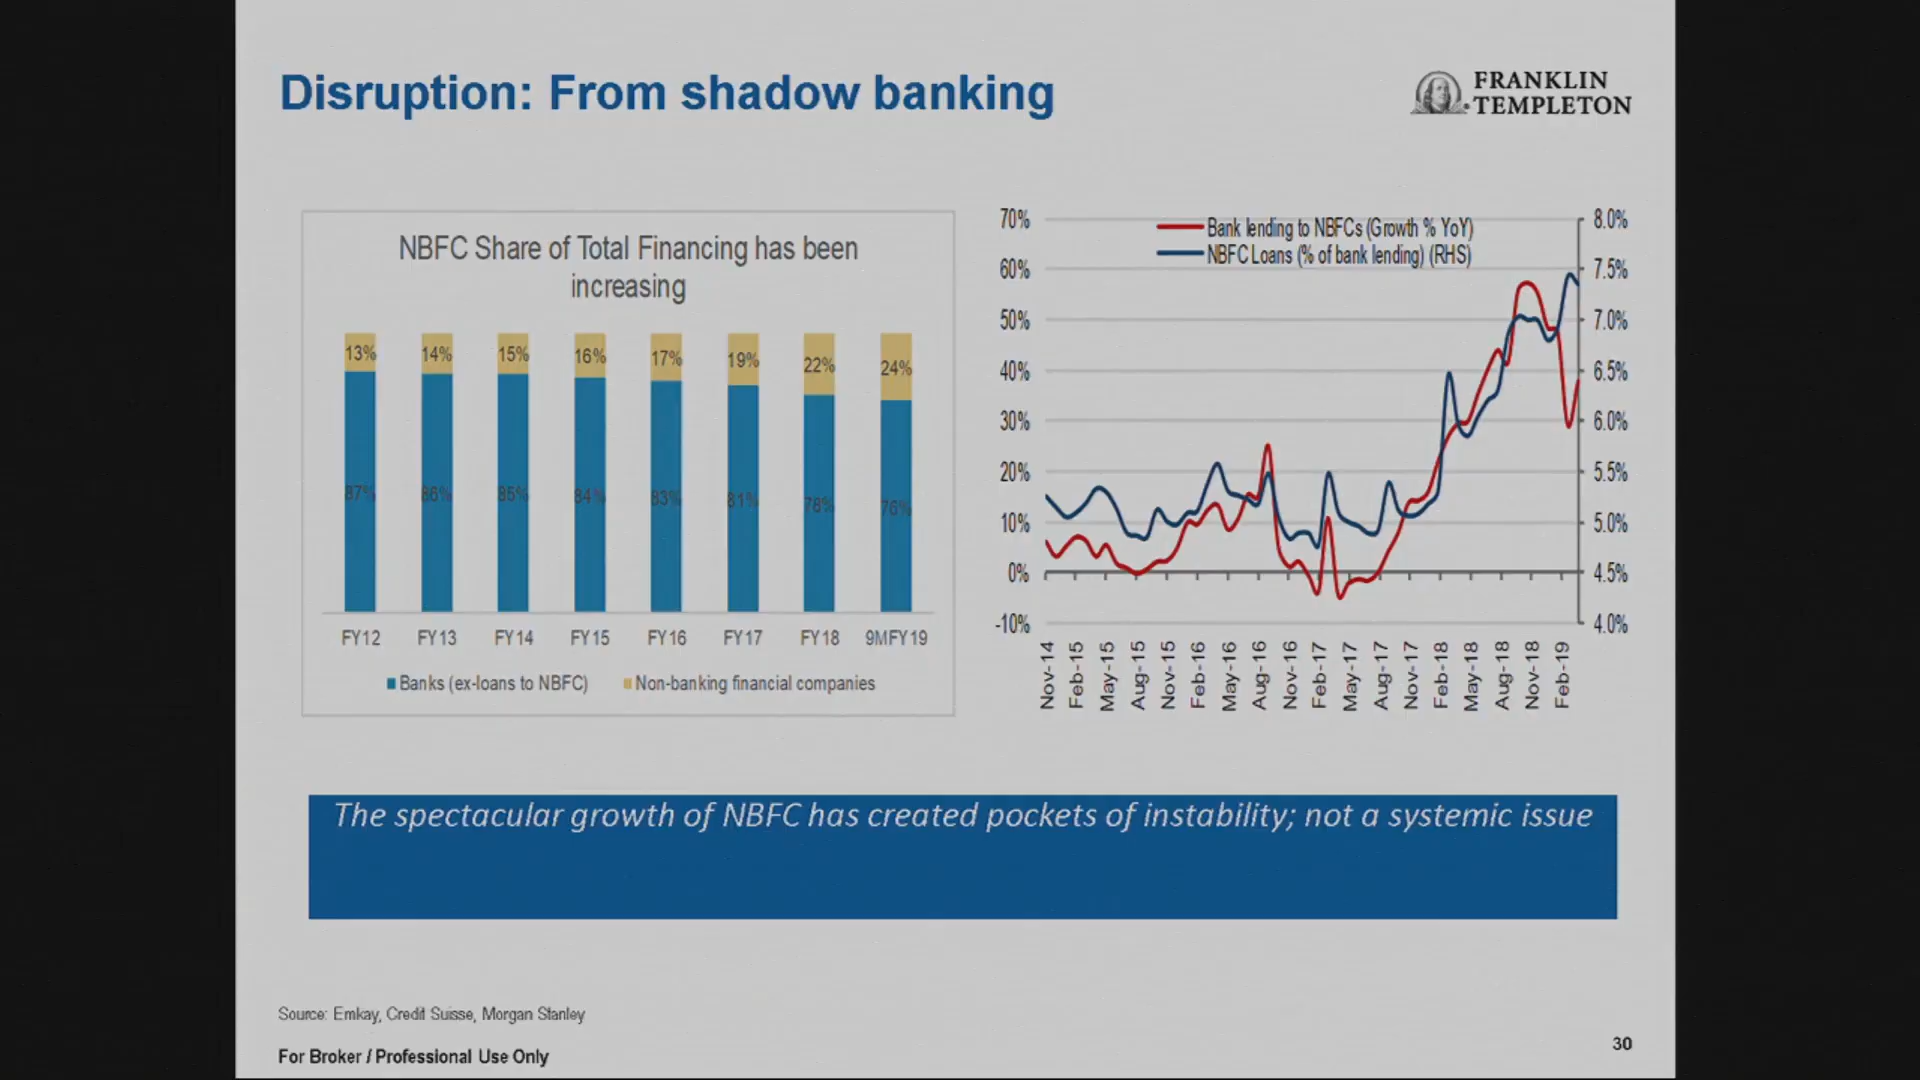 Disruption: From shadow banking
FRANKLIN
TEMPLETON
NBFC Share of Total Financing has been
increasing
13% 14% 15% 16% 17% 19% 22% 24%
87% 86% 85% 84% 83% 81% 78% 76%
FY12 FY13 FY14 FY15 FY16 FY17 FY18 9MFY19
Banks (ex-loans to NBFC) Non-banking financial companies
Bank lending to NBFCs (Growth % YoY)
NBFC Loans (% of bank lending) (RHS)
70% 8.0%
60% 7.5%
50% 7.0%
40% 6.5%
30% 6.0%
20% 5.5%
10% 5.0%
0% 4.5%
-10% 4.0%
Nov-14 Feb-15 May-15 Aug-15 Nov-15 Feb-16 May-16 Aug-16 Nov-16 Feb-17 May-17 Aug-17 Nov-17 Feb-18 May-18 Aug-18 Nov-18 Feb-19
The spectacular growth of NBFC has created pockets of instability; not a systemic issue
Source: Emkay, Credit Suisse, Morgan Stanley
For Broker / Professional Use Only
30